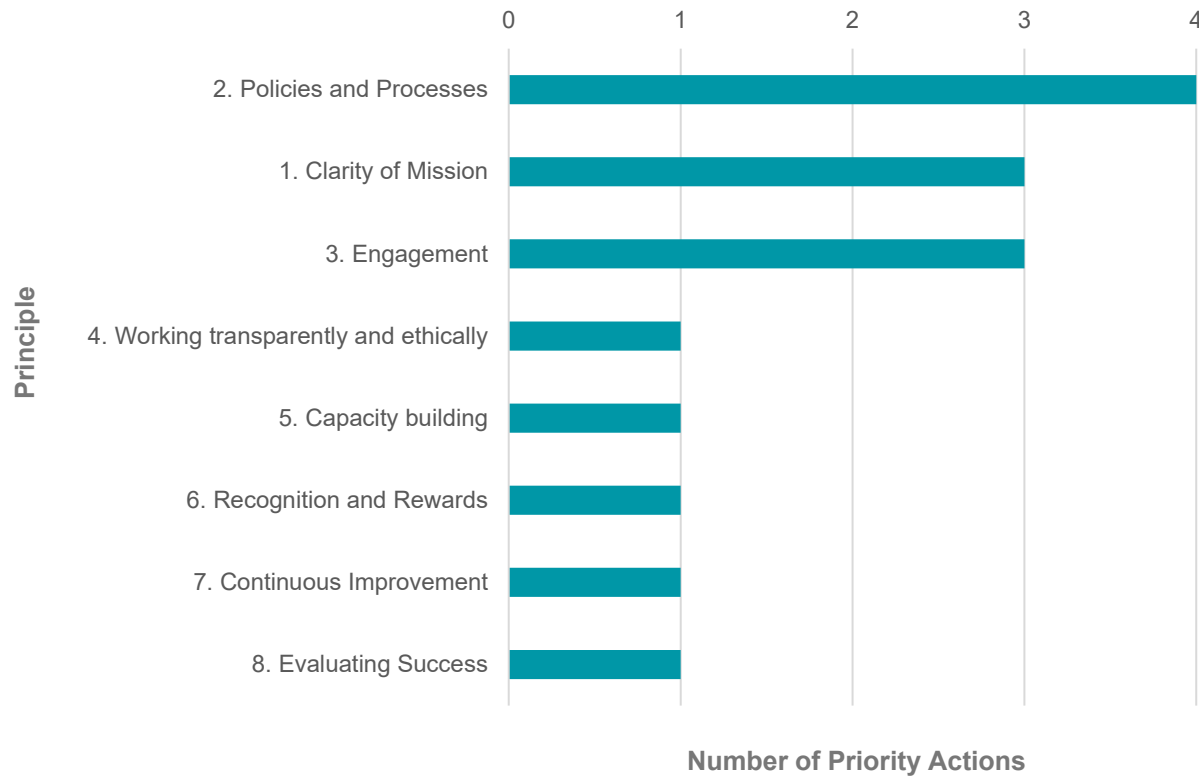 0 1 2 3 4
2. Policies and Processes
1. Clarity of Mission
3. Engagement
4. Working transparently and ethically
5. Capacity building
6. Recognition and Rewards
7. Continuous Improvement
8. Evaluating Success
Principle
Number of Priority Actions